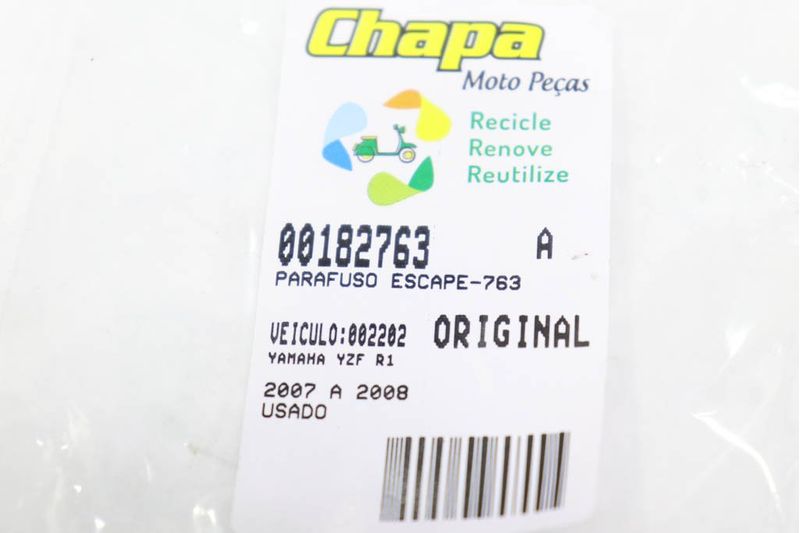 Chapa
Moto Peças
Recicle
Renove
Reutilize
00182763 A
PARAFUSO ESCAPE-763
VEICULO:002202 ORIGINAL
YAMAHA YZF R1
2007 A 2008
USADO